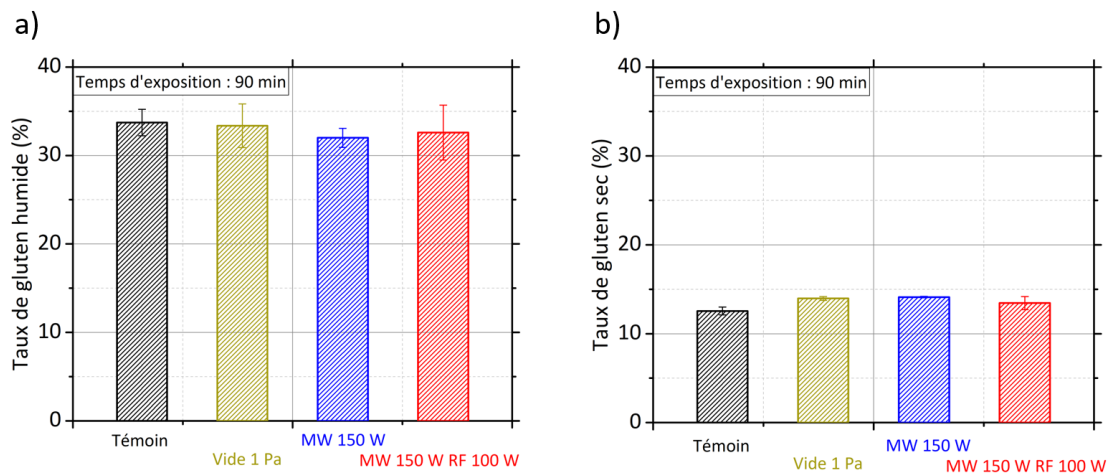 a)
Taux de gluten humide (%)
40
30
20
10
0
Temps d'exposition : 90 min
Témoin
Vide 1 Pa
MW 150 W
MW 150 W RF 100 W
b)
Taux de gluten sec (%)
40
30
20
10
0
Temps d'exposition : 90 min
Témoin
Vide 1 Pa
MW 150 W
MW 150 W RF 100 W